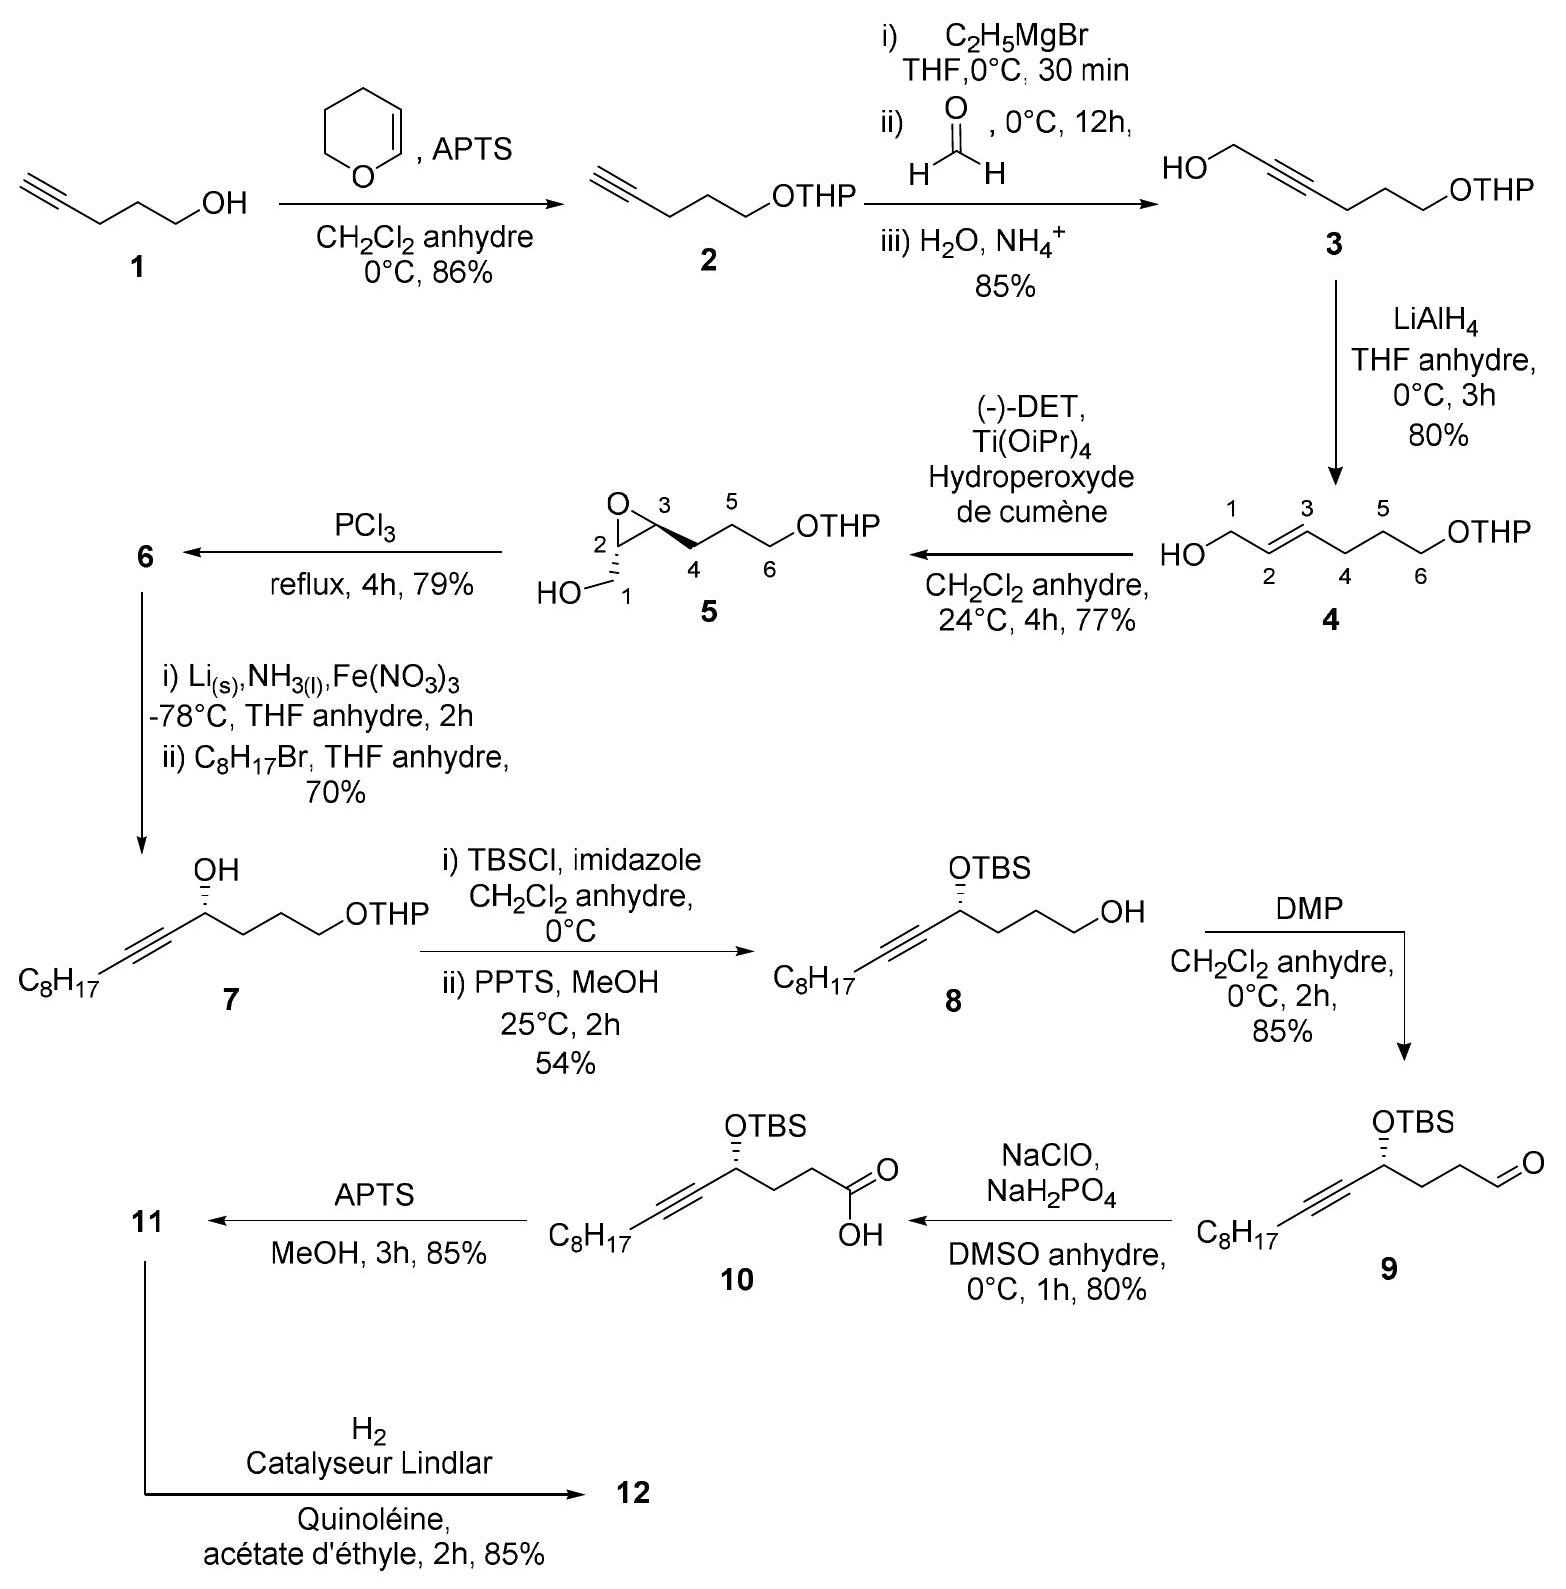 i) C₂H₅MgBr
THF,0°C, 30 min
ii) O
H H , 0°C, 12h,
iii) H₂O, NH₄⁺
85%
O , APTS
CH₂Cl₂ anhydre
0°C, 86%
OH
1
OTHP
2
HO
OTHP
3
LiAlH₄
THF anhydre,
0°C, 3h
80%
1 3 5
HO OTHP
2 4 6
4
(-)-DET,
Ti(OiPr)₄
Hydroperoxyde
de cumène
CH₂Cl₂ anhydre,
24°C, 4h, 77%
O 3 5
OTHP
2 4 6
HO 1
5
PCl₃
reflux, 4h, 79%
6
i) Li₍ₛ₎,NH₃₍ₗ₎,Fe(NO₃)₃
-78°C, THF anhydre, 2h
ii) C₈H₁₇Br, THF anhydre,
70%
OH
OTHP
C₈H₁₇
7
i) TBSCl, imidazole
CH₂Cl₂ anhydre,
0°C
ii) PPTS, MeOH
25°C, 2h
54%
OTBS
OH
C₈H₁₇
8
DMP
CH₂Cl₂ anhydre,
0°C, 2h,
85%
OTBS
O
C₈H₁₇
9
NaClO,
NaH₂PO₄
DMSO anhydre,
0°C, 1h, 80%
OTBS
O
C₈H₁₇ OH
10
APTS
MeOH, 3h, 85%
11
H₂
Catalyseur Lindlar
Quinoléine,
acétate d'éthyle, 2h, 85%
12